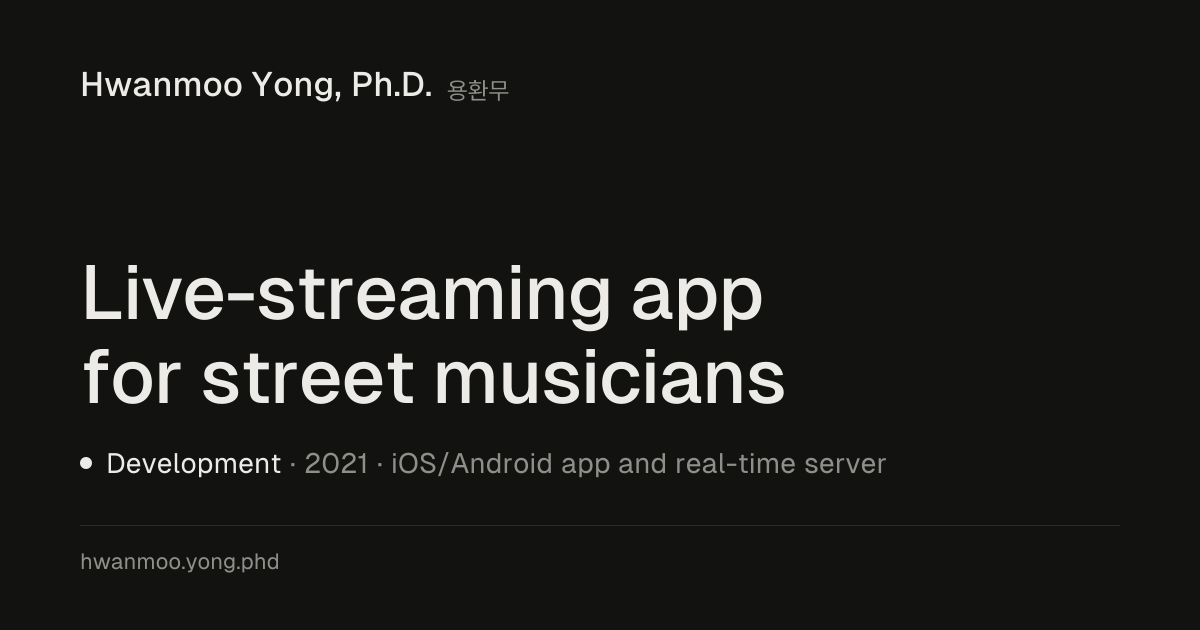 Hwanmoo Yong, Ph.D. 용환무
Live-streaming app
for street musicians
• Development · 2021 · iOS/Android app and real-time server
hwanmoo.yong.phd